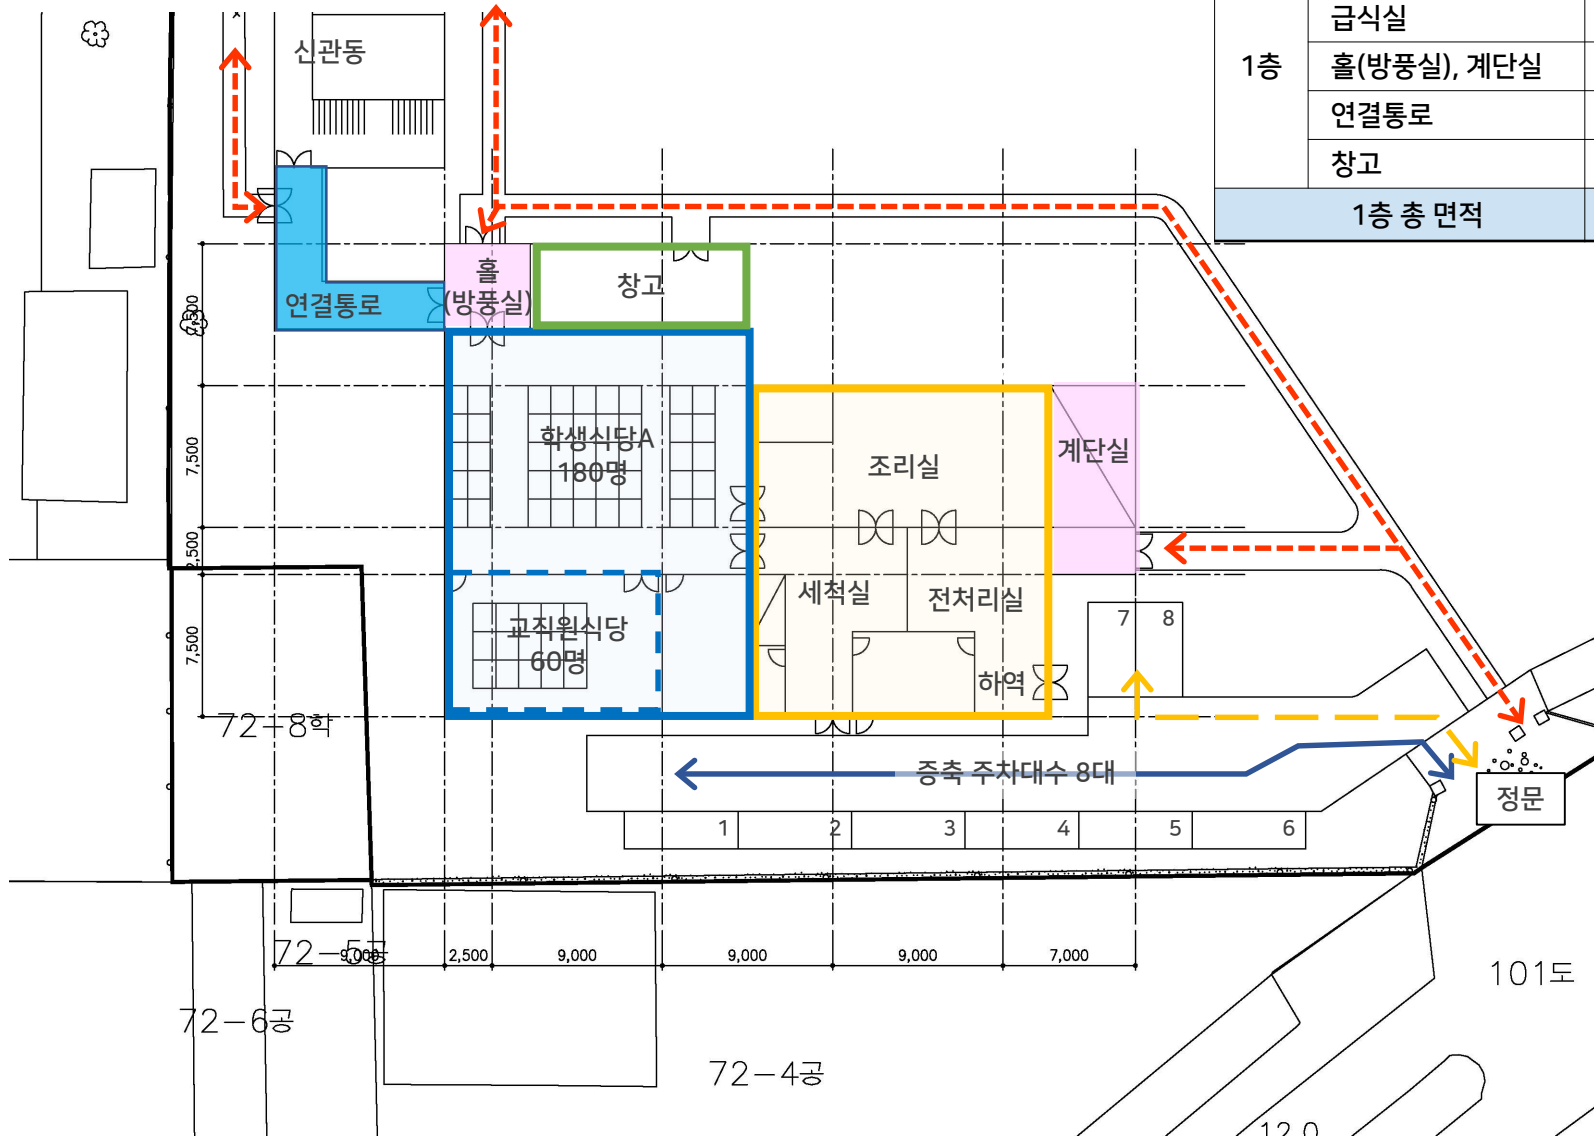 급식실
1층
홀(방풍실), 계단실
연결통로
창고
1층 총 면적
신관동
연결통로
홀
(방풍실)
창고
7,500
2,500
7,500
학생식당A
180명
조리실
계단실
세척실
전처리실
교직원식당
60명
하역
7
8
72-8학
증축 주차대수 8대
정문
1
2
3
4
5
6
72-5공
9,000
2,500
9,000
9,000
9,000
7,000
101도
72-6공
72-4공
12.0